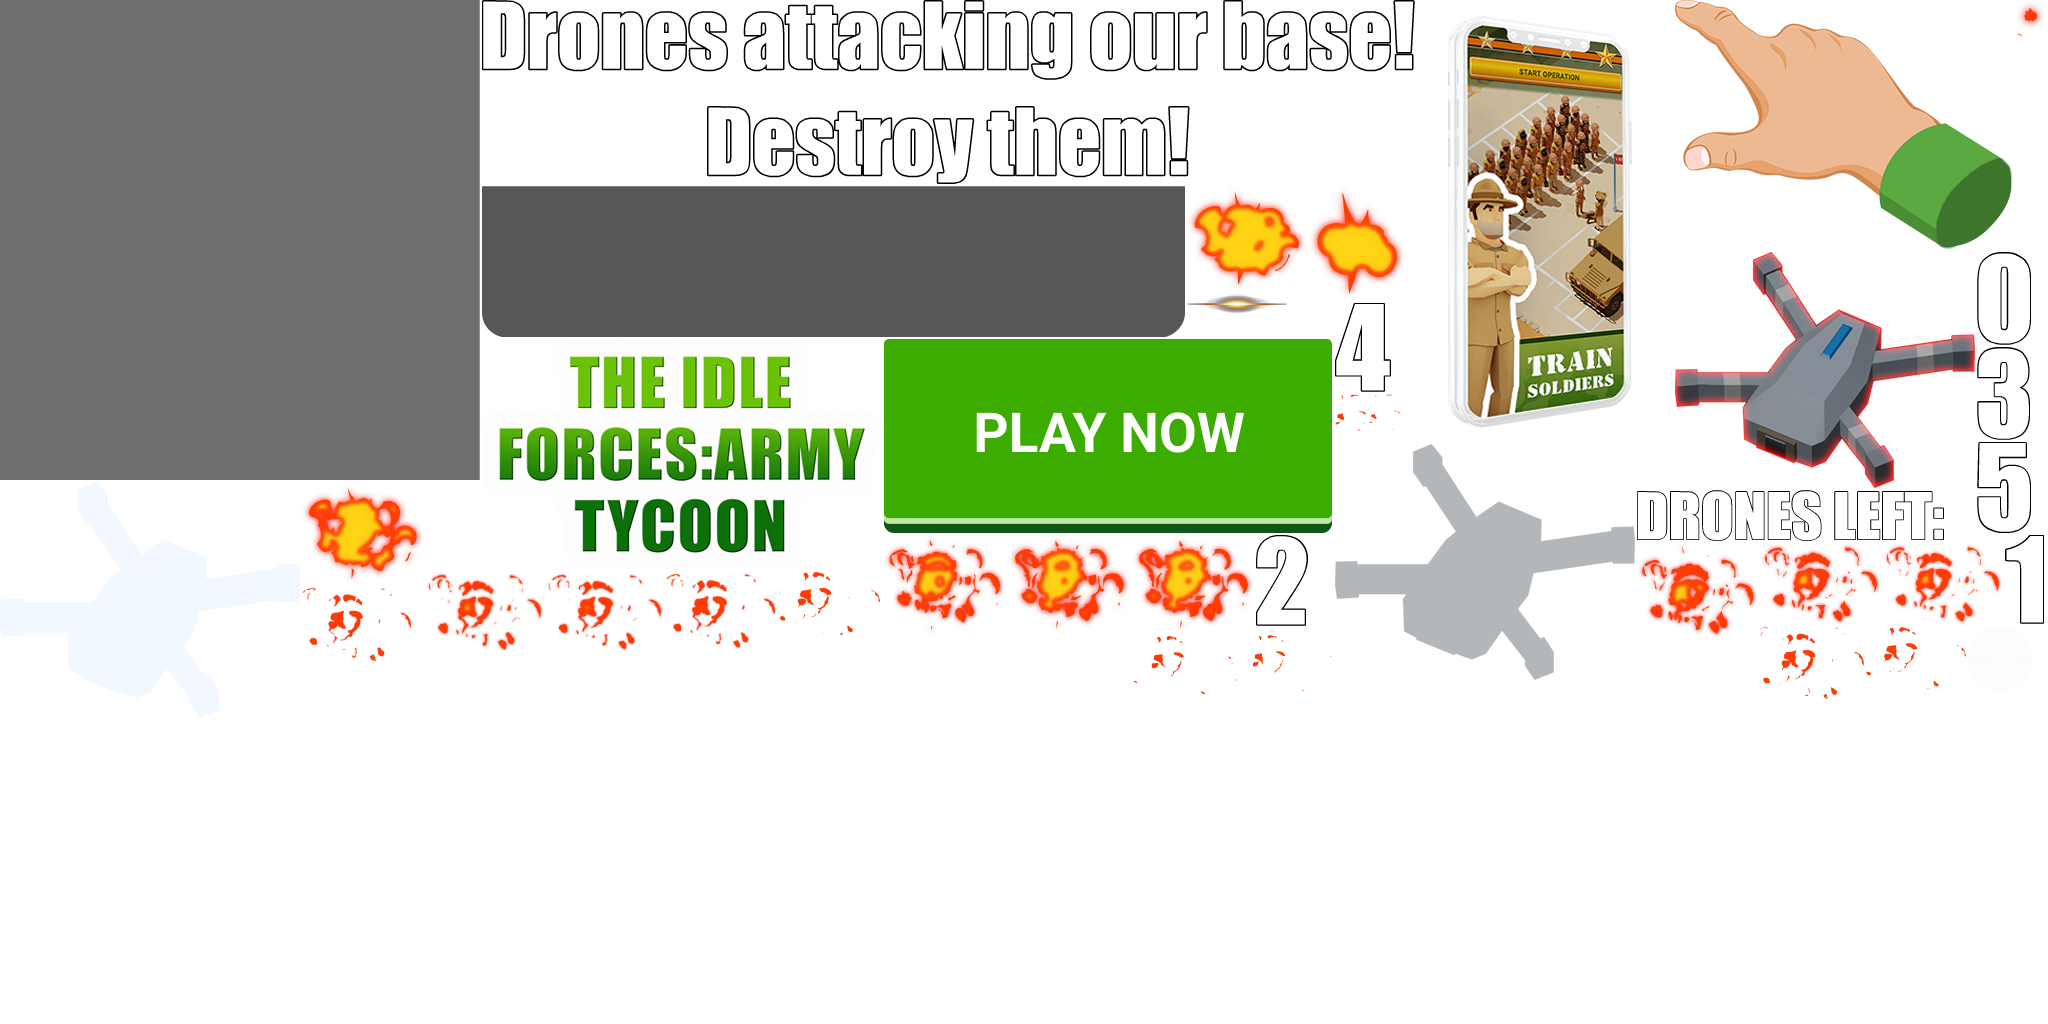 Drones attacking our base!
Destroy them!
START OPERATION
TRAIN
SOLDIERS
THE IDLE
FORCES:ARMY
TYCOON
PLAY NOW
4
2
DRONES LEFT:
0
3
5
1